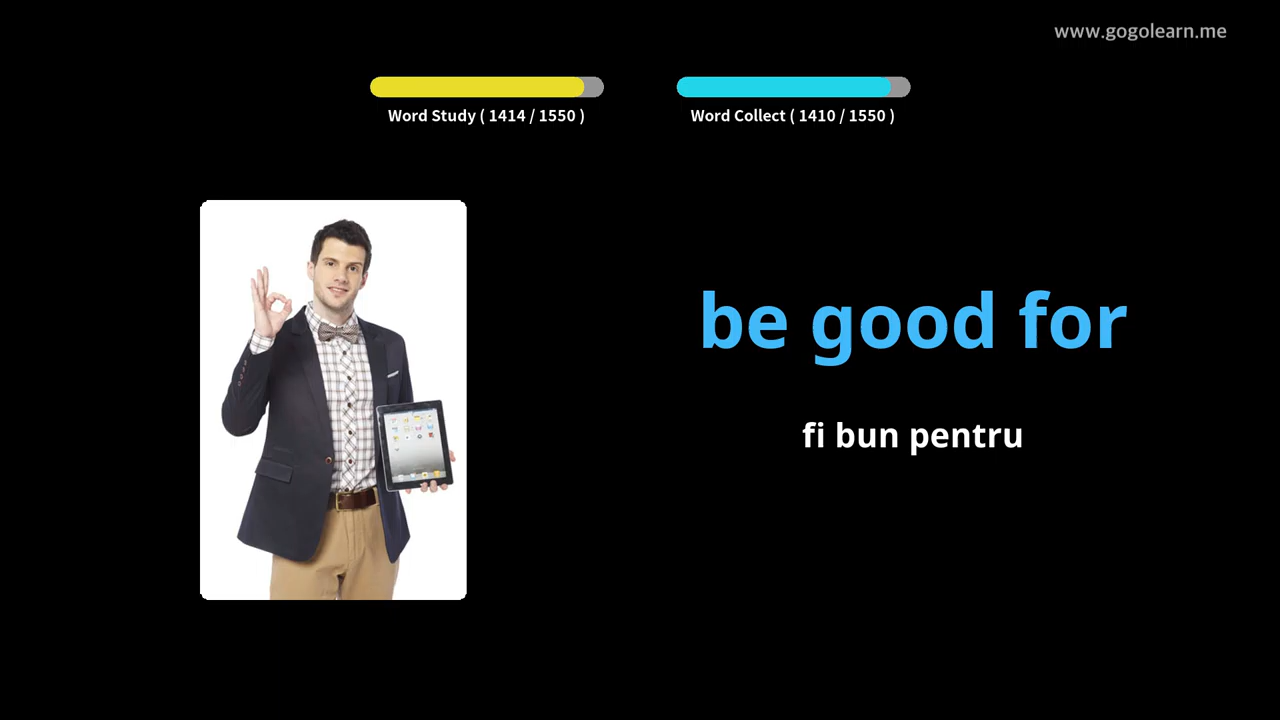 www.gogolearn.me
Word Study ( 1414 / 1550 )
Word Collect ( 1410 / 1550 )
be good for
fi bun pentru